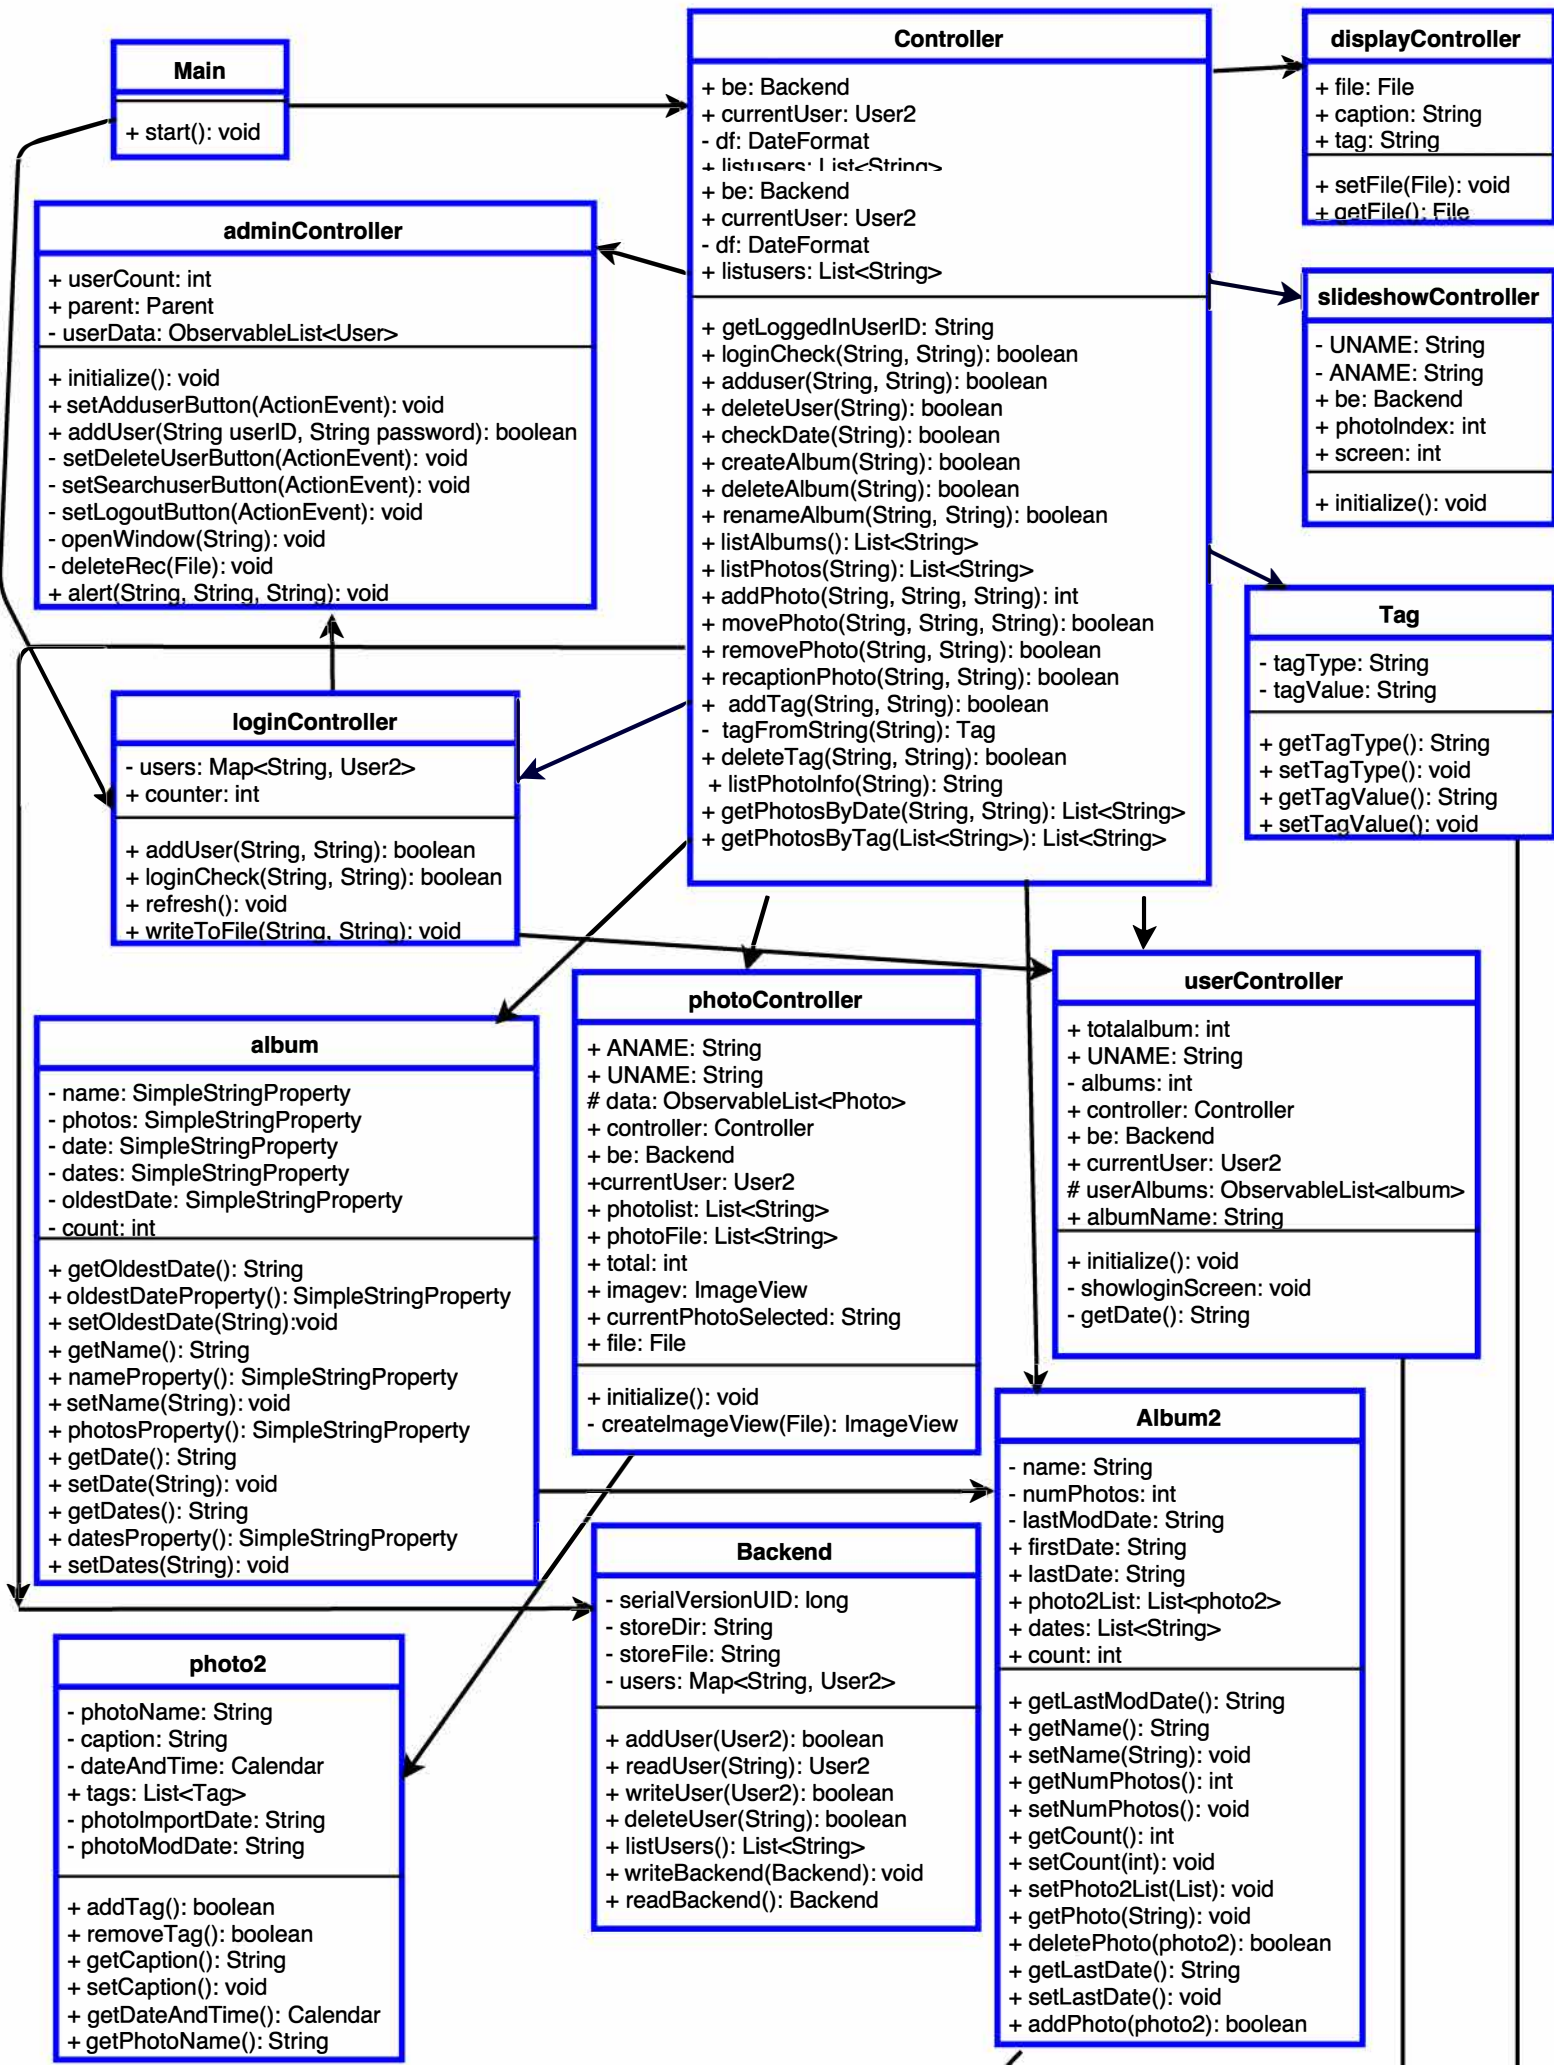 Main
+ start(): void
Controller
+ be: Backend
+ currentUser: User2
- df: DateFormat
+ listusers: List<String>
+ be: Backend
+ currentUser: User2
- df: DateFormat
+ listusers: List<String>
+ getLoggedInUserID: String
+ loginCheck(String, String): boolean
+ adduser(String, String): boolean
+ deleteUser(String): boolean
+ checkDate(String): boolean
+ createAlbum(String): boolean
+ deleteAlbum(String): boolean
+ renameAlbum(String, String): boolean
+ listAlbums(): List<String>
+ listPhotos(String): List<String>
+ addPhoto(String, String, String): int
+ movePhoto(String, String, String): boolean
+ removePhoto(String, String): boolean
+ recaptionPhoto(String, String): boolean
+ addTag(String, String): boolean
- tagFromString(String): Tag
+ deleteTag(String, String): boolean
+ listPhotoInfo(String): String
+ getPhotosByDate(String, String): List<String>
+ getPhotosByTag(List<String>): List<String>
displayController
+ file: File
+ caption: String
+ tag: String
+ setFile(File): void
+ getFile(): File
adminController
+ userCount: int
+ parent: Parent
- userData: ObservableList<User>
+ initialize(): void
+ setAdduserButton(ActionEvent): void
+ addUser(String userID, String password): boolean
- setDeleteUserButton(ActionEvent): void
- setSearchuserButton(ActionEvent): void
- setLogoutButton(ActionEvent): void
- openWindow(String): void
- deleteRec(File): void
+ alert(String, String, String): void
slideshowController
- UNAME: String
- ANAME: String
+ be: Backend
+ photoIndex: int
+ screen: int
+ initialize(): void
Tag
- tagType: String
- tagValue: String
+ getTagType(): String
+ setTagType(): void
+ getTagValue(): String
+ setTagValue(): void
loginController
- users: Map<String, User2>
+ counter: int
+ addUser(String, String): boolean
+ loginCheck(String, String): boolean
+ refresh(): void
+ writeToFile(String, String): void
album
- name: SimpleStringProperty
- photos: SimpleStringProperty
- date: SimpleStringProperty
- dates: SimpleStringProperty
- oldestDate: SimpleStringProperty
- count: int
+ getOldestDate(): String
+ oldestDateProperty(): SimpleStringProperty
+ setOldestDate(String):void
+ getName(): String
+ nameProperty(): SimpleStringProperty
+ setName(String): void
+ photosProperty(): SimpleStringProperty
+ getDate(): String
+ setDate(String): void
+ getDates(): String
+ datesProperty(): SimpleStringProperty
+ setDates(String): void
photoController
+ ANAME: String
+ UNAME: String
# data: ObservableList<Photo>
+ controller: Controller
+ be: Backend
+currentUser: User2
+ photolist: List<String>
+ photoFile: List<String>
+ total: int
+ imagev: ImageView
+ currentPhotoSelected: String
+ file: File
+ initialize(): void
- createImageView(File): ImageView
userController
+ totalalbum: int
+ UNAME: String
- albums: int
+ controller: Controller
+ be: Backend
+ currentUser: User2
# userAlbums: ObservableList<album>
+ albumName: String
+ initialize(): void
- showloginScreen: void
- getDate(): String
Album2
- name: String
- numPhotos: int
- lastModDate: String
+ firstDate: String
+ lastDate: String
+ photo2List: List<photo2>
+ dates: List<String>
+ count: int
+ getLastModDate(): String
+ getName(): String
+ setName(String): void
+ getNumPhotos(): int
+ setNumPhotos(): void
+ getCount(): int
+ setCount(int): void
+ setPhoto2List(List): void
+ getPhoto(String): void
+ deletePhoto(photo2): boolean
+ getLastDate(): String
+ setLastDate(): void
+ addPhoto(photo2): boolean
Backend
- serialVersionUID: long
- storeDir: String
- storeFile: String
- users: Map<String, User2>
+ addUser(User2): boolean
+ readUser(String): User2
+ writeUser(User2): boolean
+ deleteUser(String): boolean
+ listUsers(): List<String>
+ writeBackend(Backend): void
+ readBackend(): Backend
photo2
- photoName: String
- caption: String
- dateAndTime: Calendar
+ tags: List<Tag>
- photoImportDate: String
- photoModDate: String
+ addTag(): boolean
+ removeTag(): boolean
+ getCaption(): String
+ setCaption(): void
+ getDateAndTime(): Calendar
+ getPhotoName(): String